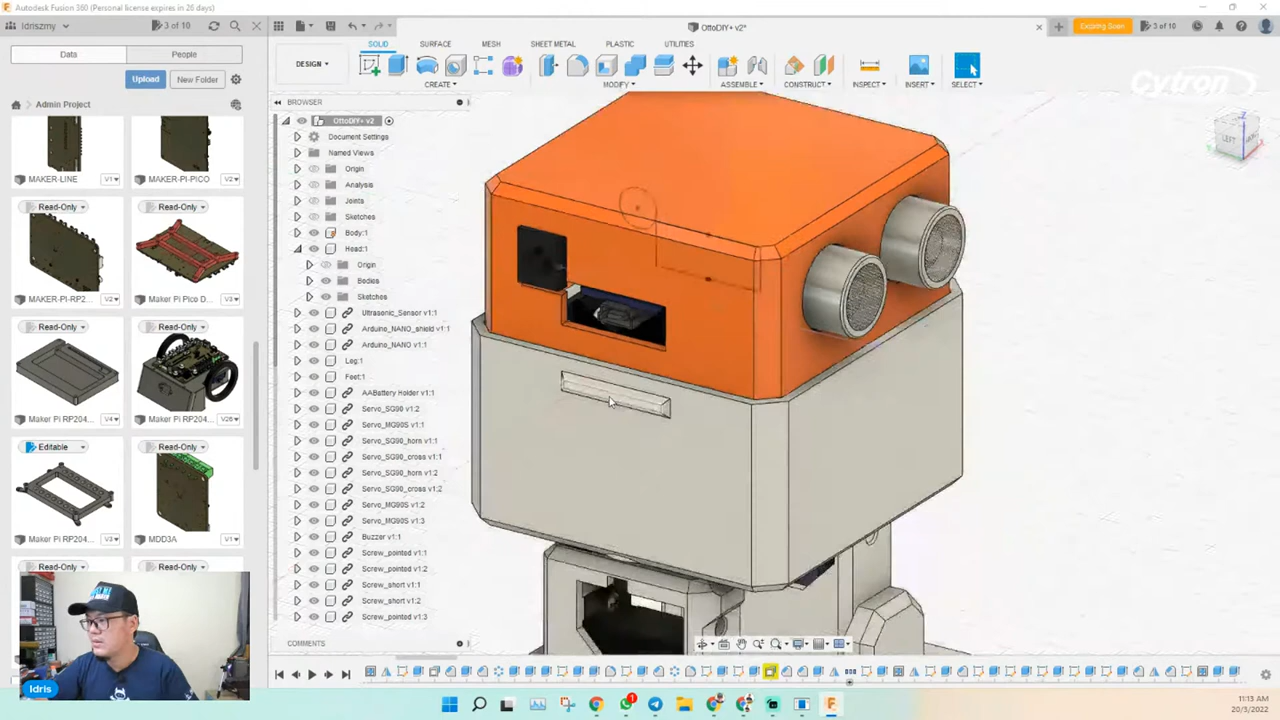 Autodesk Fusion 360 (Personal license expires in 26 days)
Idriszmy
3 of 10
OttoDIY+ v2*
Expiring Soon
3 of 10
Data
People
Upload
New Folder
Admin Project
MAKER-LINE
V1
MAKER-PI-PICO
V2
Read-Only
Read-Only
MAKER-PI-RP2...
V1
Maker Pi Pico D...
V3
Read-Only
Read-Only
Maker Pi RP204...
V4
Maker Pi RP204...
V26
Editable
Read-Only
Maker Pi RP204...
V3
MDD3A
V1
Read-Only
Read-Only
Idris
SOLID
SURFACE
MESH
SHEET METAL
PLASTIC
UTILITIES
DESIGN
CREATE
MODIFY
ASSEMBLE
CONSTRUCT
INSPECT
INSERT
SELECT
Cytron
BROWSER
OttoDIY+ v2
Document Settings
Named Views
Origin
Analysis
Joints
Sketches
Body:1
Head:1
Origin
Bodies
Sketches
Ultrasonic_Sensor v1:1
Arduino_NANO_shield v1:1
Arduino_NANO v1:1
Leg:1
Feet:1
AABattery Holder v1:1
Servo_SG90 v1:2
Servo_MG90S v1:1
Servo_SG90_horn v1:1
Servo_SG90_cross v1:1
Servo_SG90_horn v1:2
Servo_SG90_cross v1:2
Servo_MG90S v1:2
Servo_MG90S v1:3
Buzzer v1:1
Screw_pointed v1:1
Screw_pointed v1:2
Screw_short v1:1
Screw_short v1:2
Screw_pointed v1:3
COMMENTS
LEFT
Z
1
11:13 AM
20/3/2022